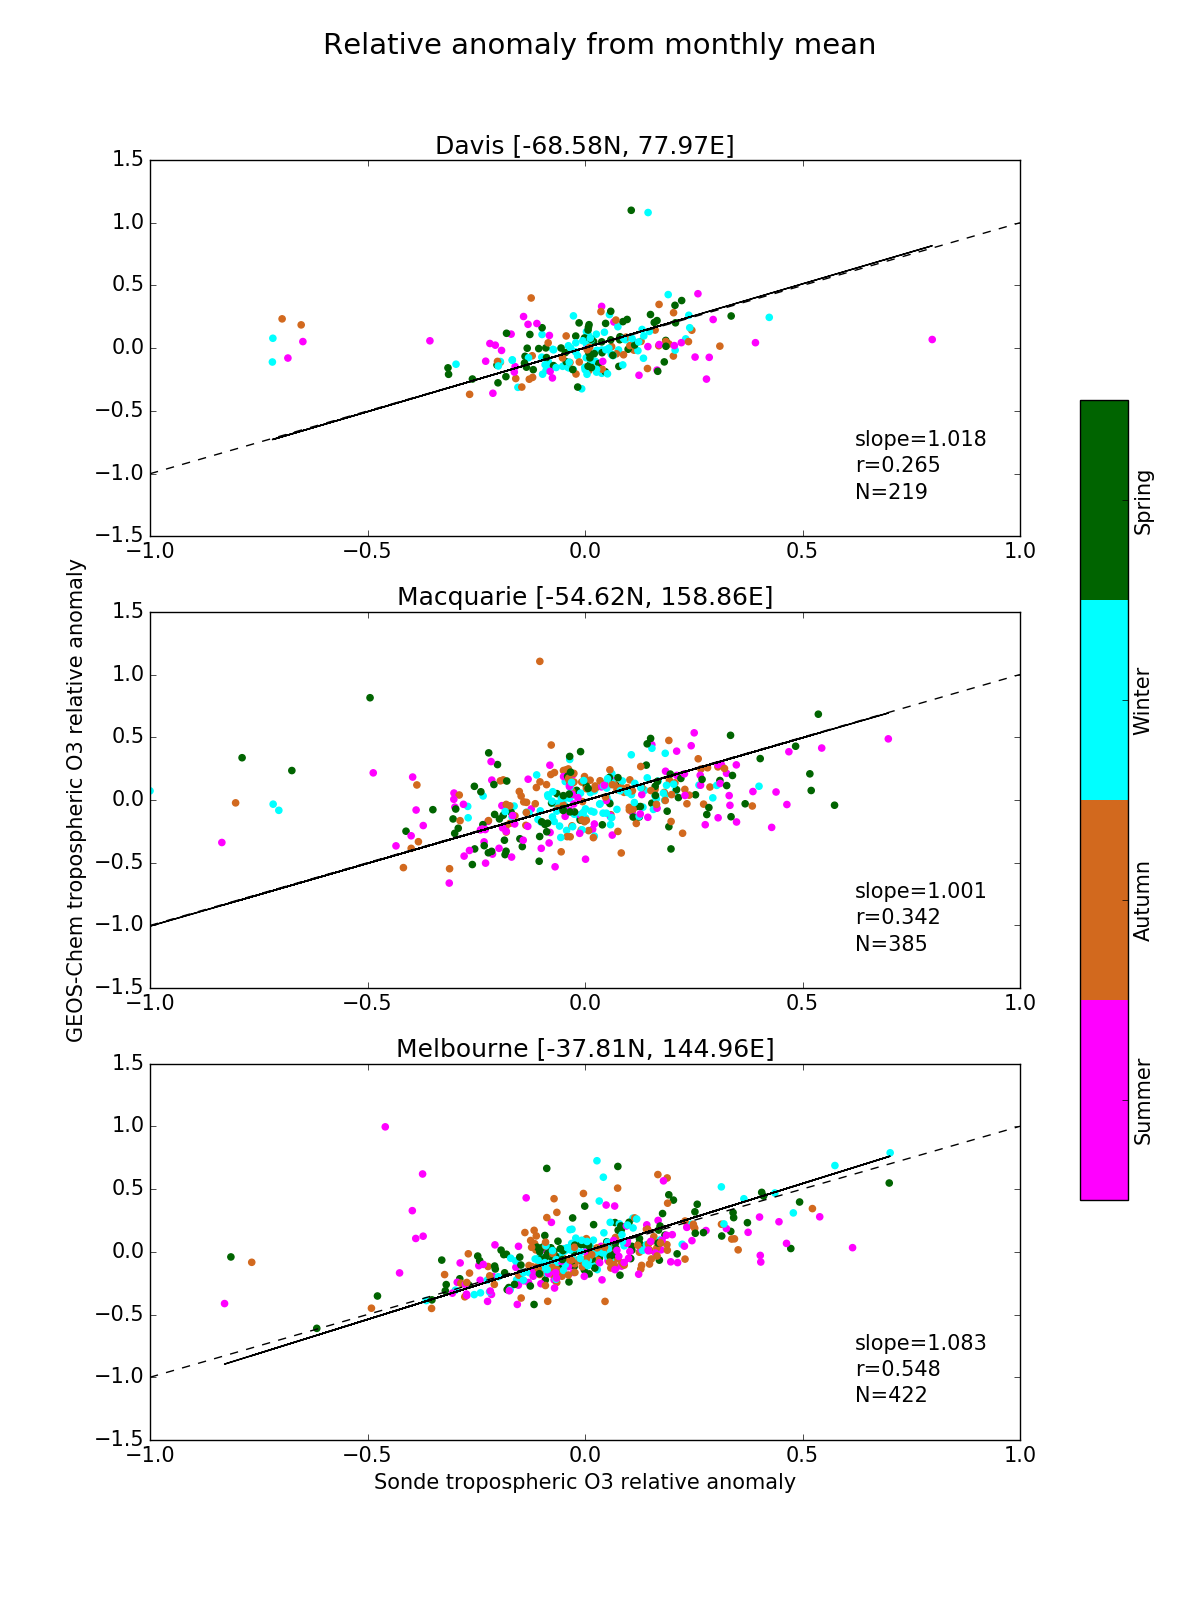 Relative anomaly from monthly mean
Davis [-68.58N, 77.97E]
1.5
1.0
0.5
0.0
−0.5
−1.0
−1.5
slope=1.018
r=0.265
N=219
−1.0 −0.5 0.0 0.5 1.0
Macquarie [-54.62N, 158.86E]
1.5
1.0
0.5
0.0
−0.5
−1.0
−1.5
slope=1.001
r=0.342
N=385
−1.0 −0.5 0.0 0.5 1.0
GEOS-Chem tropospheric O3 relative anomaly
Melbourne [-37.81N, 144.96E]
1.5
1.0
0.5
0.0
−0.5
−1.0
−1.5
slope=1.083
r=0.548
N=422
−1.0 −0.5 0.0 0.5 1.0
Sonde tropospheric O3 relative anomaly
Spring
Winter
Autumn
Summer